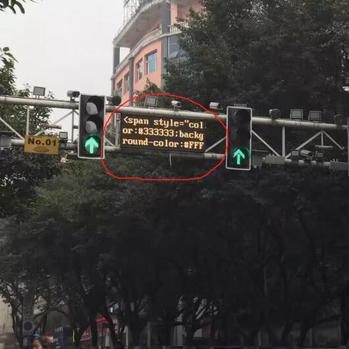 No.01
<span style="col
or:#333333;backg
round-color:#FFF